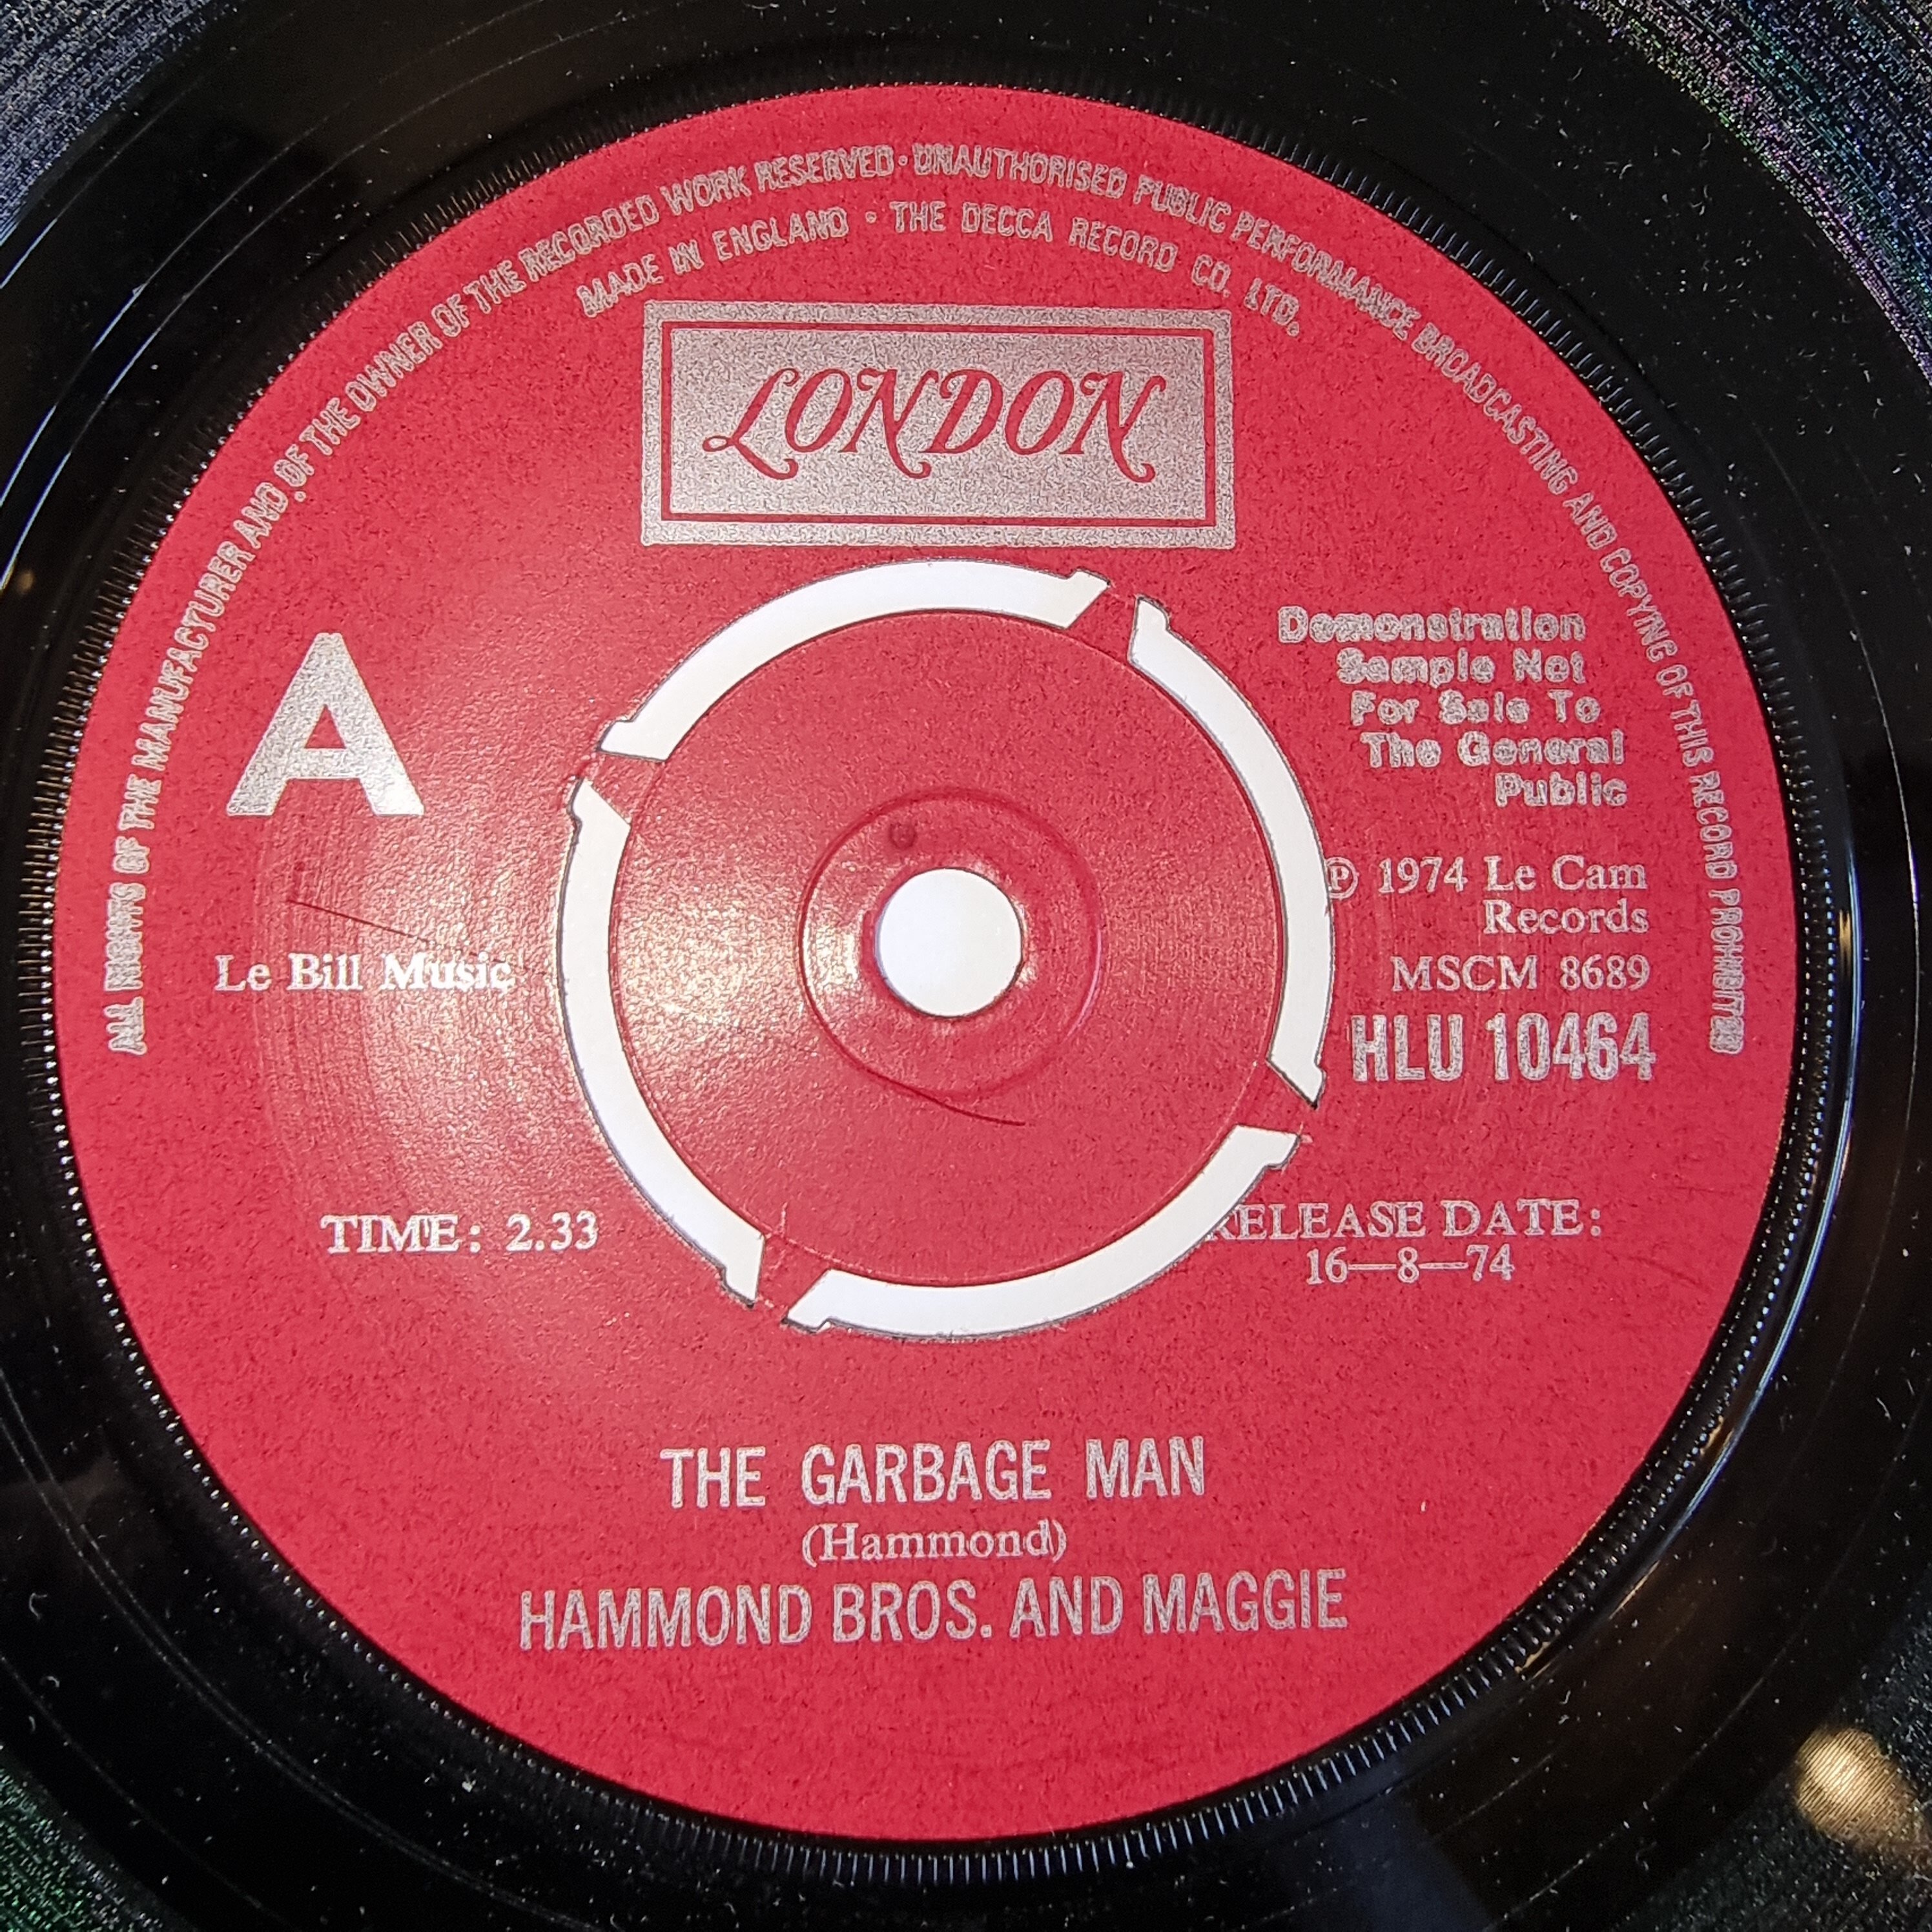 ALL RIGHTS OF THE MANUFACTURER AND OF THE OWNER OF THE RECORDED WORK RESERVED · UNAUTHORISED PUBLIC PERFORMANCE BROADCASTING AND COPYING OF THIS RECORD PROHIBITED
MADE IN ENGLAND · THE DECCA RECORD CO. LTD.
LONDON
A
Demonstration
Sample Not
For Sale To
The General
Public
℗ 1974 Le Cam
Records
Le Bill Music
MSCM 8689
HLU 10464
TIME: 2.33
RELEASE DATE:
16—8—74
THE GARBAGE MAN
(Hammond)
HAMMOND BROS. AND MAGGIE